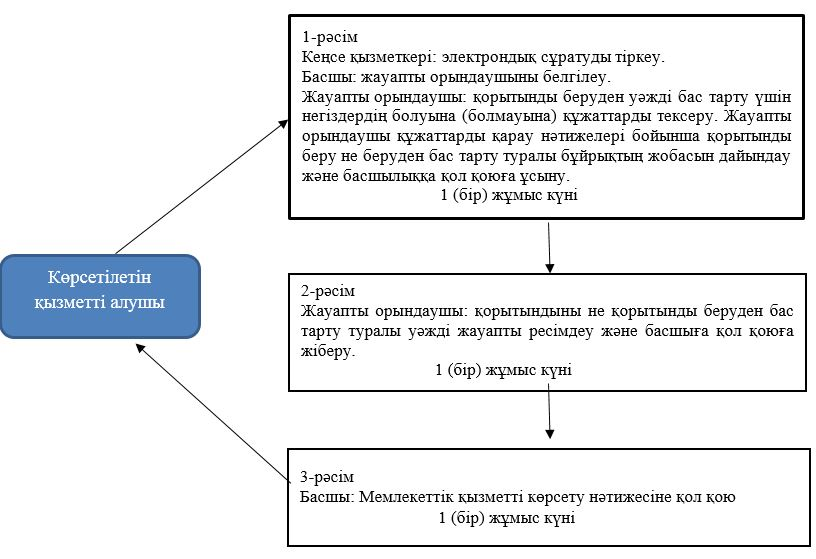 1-рәсім
Кеңсе қызметкері: электрондық сұратуды тіркеу.
Басшы: жауапты орындаушыны белгілеу.
Жауапты орындаушы: қорытынды беруден уәжді бас тарту үшін
негіздердің болуына (болмауына) құжаттарды тексеру. Жауапты
орындаушы құжаттарды қарау нәтижелері бойынша қорытынды
беру не беруден бас тарту туралы бұйрықтың жобасын дайындау
және басшылыққа қол қоюға ұсыну.
1 (бір) жұмыс күні
Көрсетілетін
қызметті алушы
2-рәсім
Жауапты орындаушы: қорытындыны не қорытынды беруден бас
тарту туралы уәжді жауапты ресімдеу және басшыға қол қоюға
жіберу.
1 (бір) жұмыс күні
3-рәсім
Басшы: Мемлекеттік қызметті көрсету нәтижесіне қол қою
1 (бір) жұмыс күні